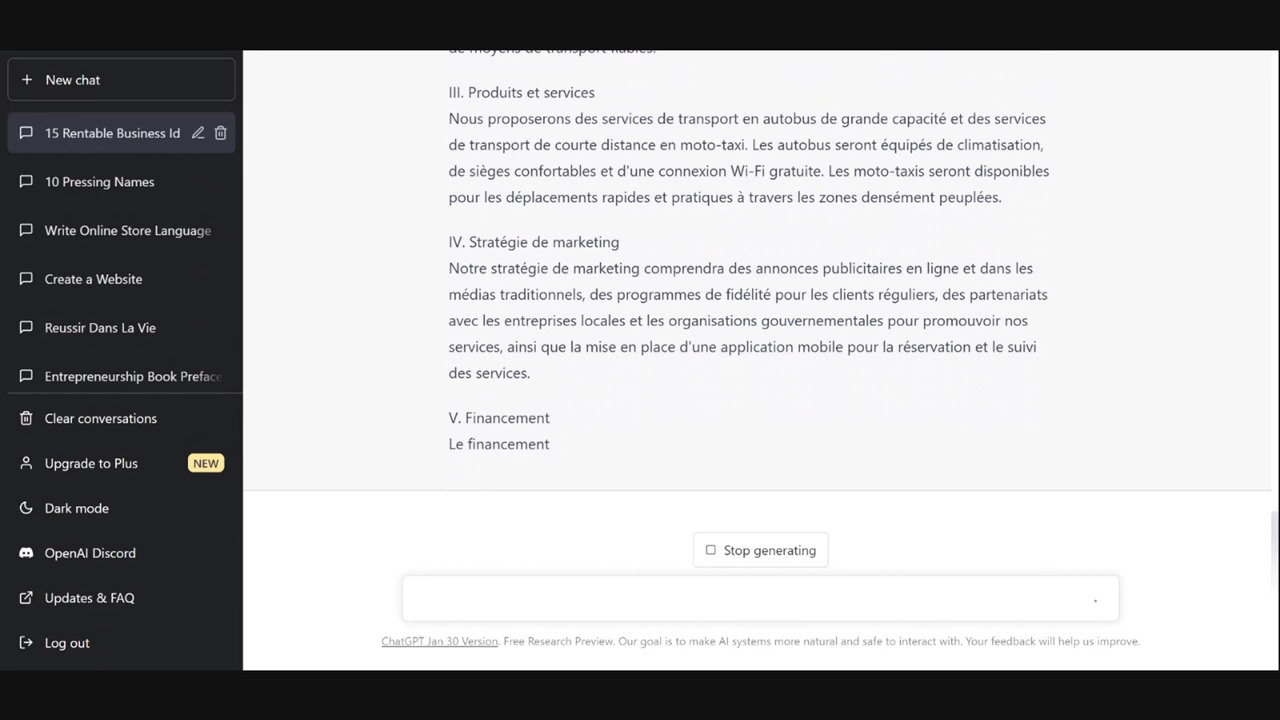 New chat
15 Rentable Business Id
10 Pressing Names
Write Online Store Language
Create a Website
Reussir Dans La Vie
Entrepreneurship Book Preface
Clear conversations
Upgrade to Plus NEW
Dark mode
OpenAI Discord
Updates & FAQ
Log out
de moyens de transport fiables.
III. Produits et services
Nous proposerons des services de transport en autobus de grande capacité et des services
de transport de courte distance en moto-taxi. Les autobus seront équipés de climatisation,
de sièges confortables et d'une connexion Wi-Fi gratuite. Les moto-taxis seront disponibles
pour les déplacements rapides et pratiques à travers les zones densément peuplées.
IV. Stratégie de marketing
Notre stratégie de marketing comprendra des annonces publicitaires en ligne et dans les
médias traditionnels, des programmes de fidélité pour les clients réguliers, des partenariats
avec les entreprises locales et les organisations gouvernementales pour promouvoir nos
services, ainsi que la mise en place d'une application mobile pour la réservation et le suivi
des services.
V. Financement
Le financement
Stop generating
ChatGPT Jan 30 Version. Free Research Preview. Our goal is to make AI systems more natural and safe to interact with. Your feedback will help us improve.